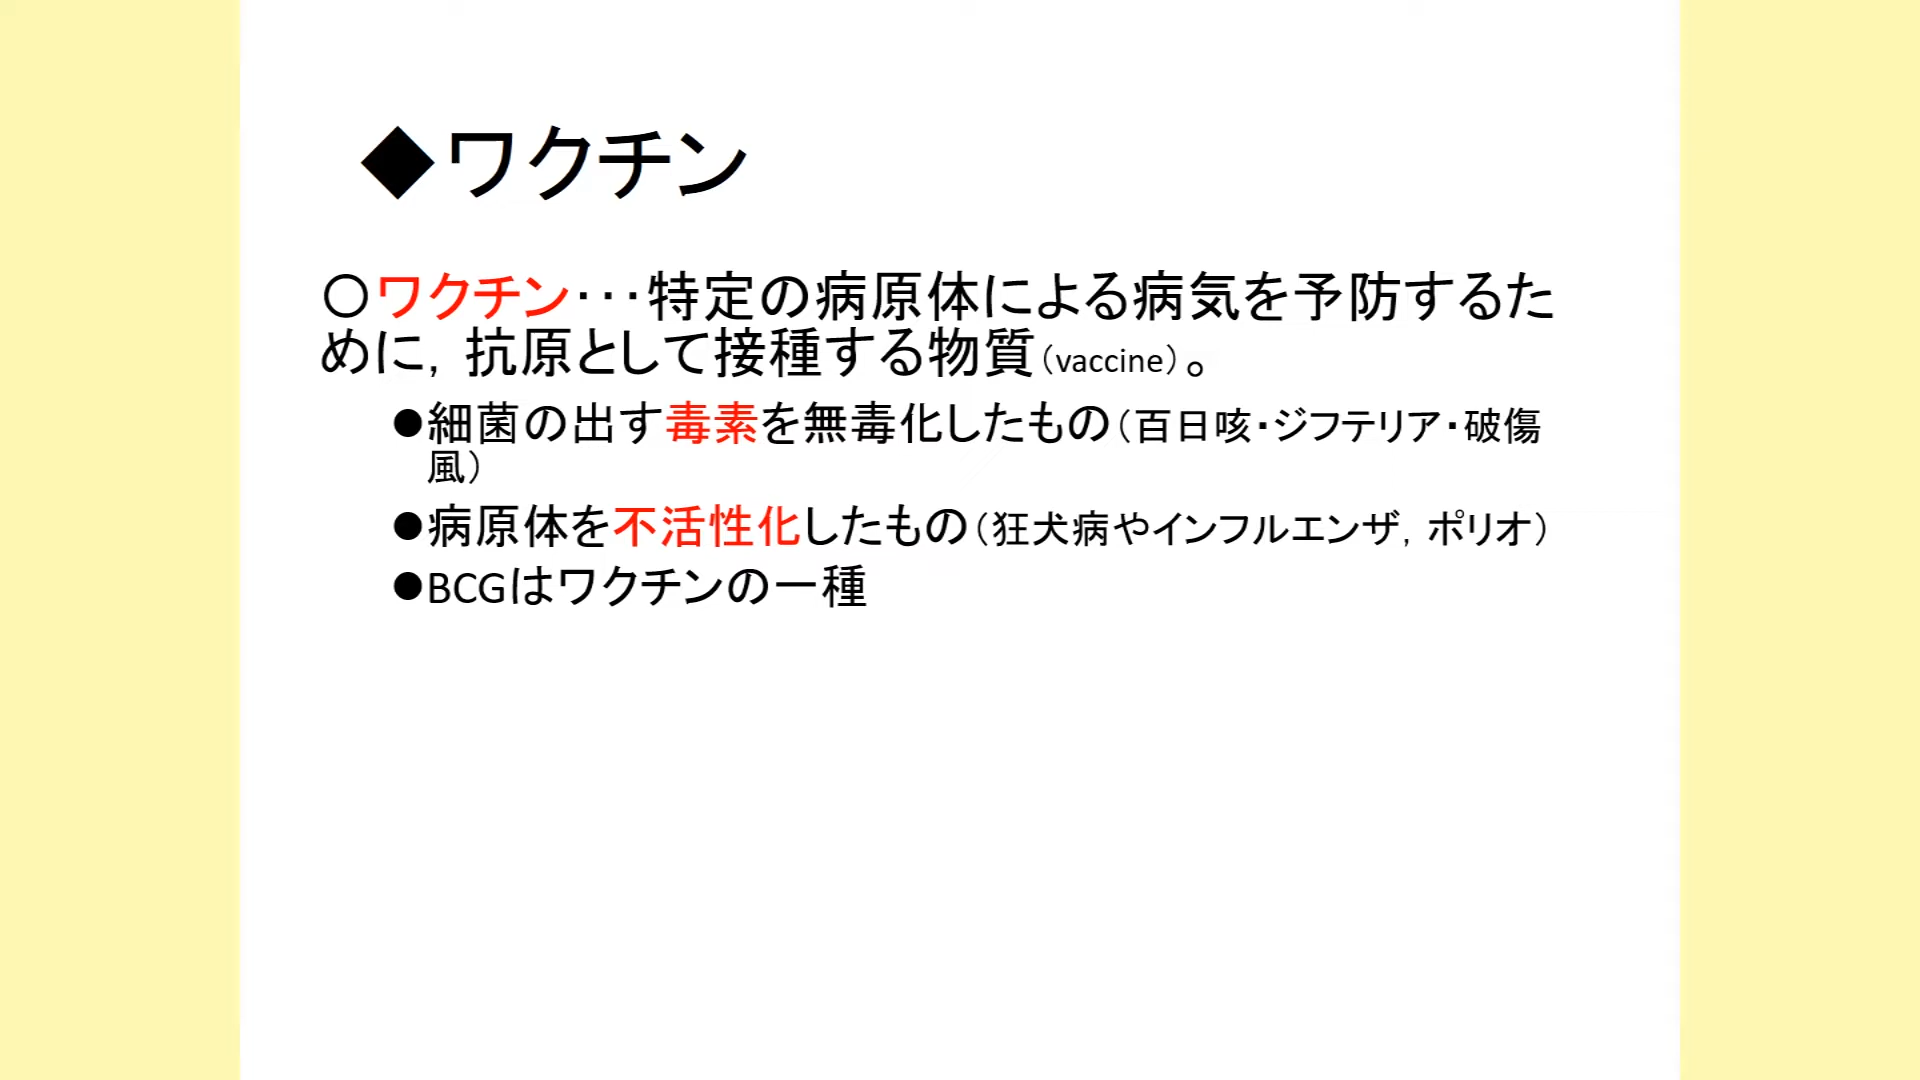 ◆ワクチン
〇ワクチン･･･特定の病原体による病気を予防するた
めに，抗原として接種する物質（vaccine）。
●細菌の出す毒素を無毒化したもの（百日咳・ジフテリア・破傷
風）
●病原体を不活性化したもの（狂犬病やインフルエンザ，ポリオ）
●BCGはワクチンの一種